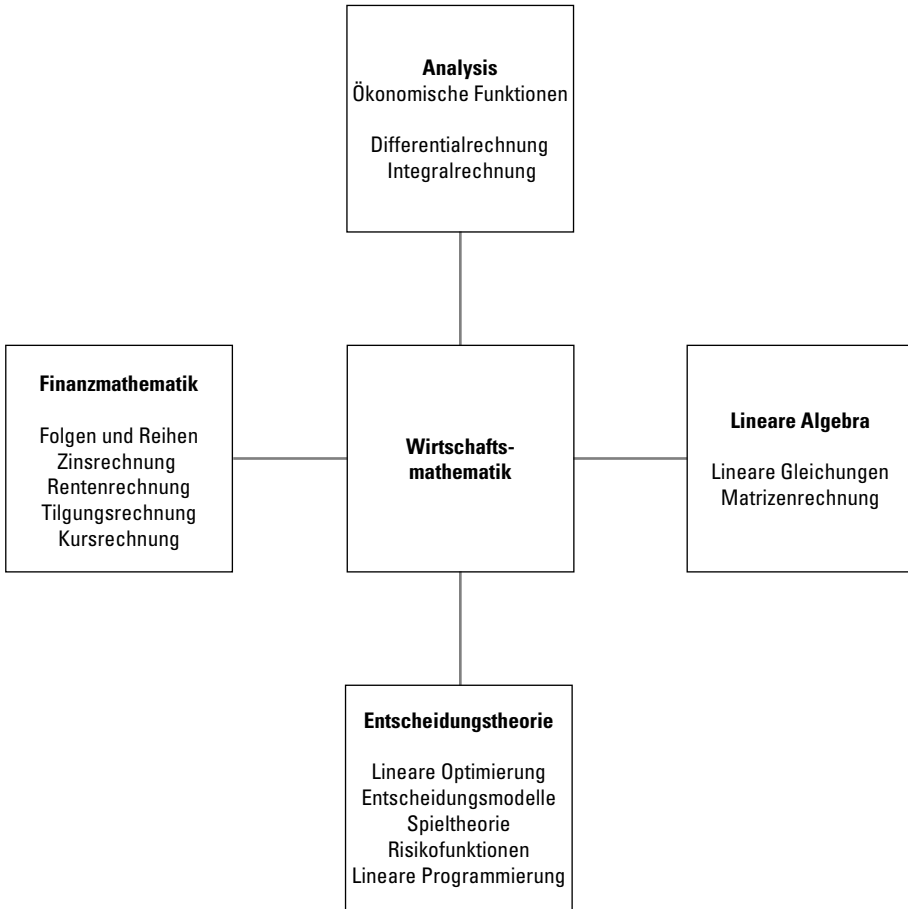 Analysis
Ökonomische Funktionen
Differentialrechnung
Integralrechnung
Finanzmathematik
Folgen und Reihen
Zinsrechnung
Rentenrechnung
Tilgungsrechnung
Kursrechnung
Wirtschafts-
mathematik
Lineare Algebra
Lineare Gleichungen
Matrizenrechnung
Entscheidungstheorie
Lineare Optimierung
Entscheidungsmodelle
Spieltheorie
Risikofunktionen
Lineare Programmierung